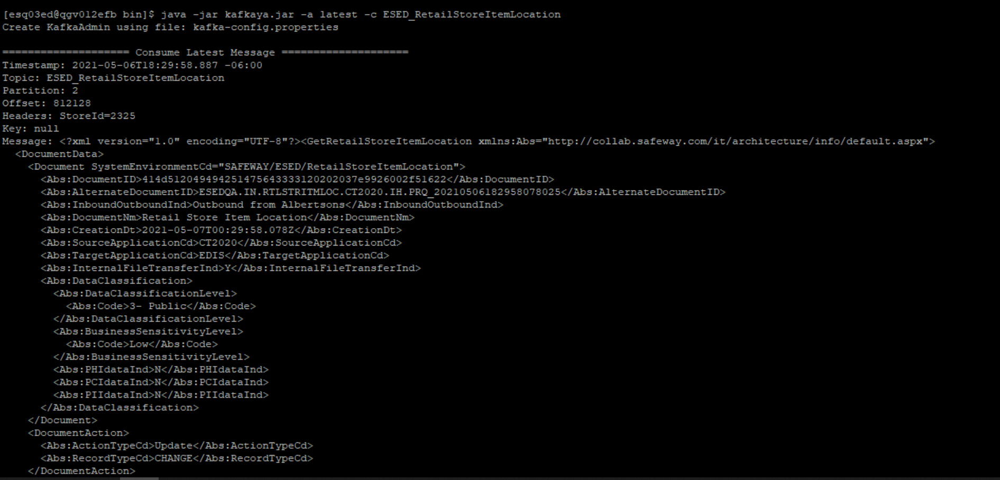 [esq03ed@qgv012efb bin]$ java -jar kafkaya.jar -a latest -c ESED_RetailStoreItemLocation
Create KafkaAdmin using file: kafka-config.properties
==================== Consume Latest Message ====================
Timestamp: 2021-05-06T18:29:58.887 -06:00
Topic: ESED_RetailStoreItemLocation
Partition: 2
Offset: 812128
Headers: StoreId=2325
Key: null
Message: <?xml version="1.0" encoding="UTF-8"?><GetRetailStoreItemLocation xmlns:Abs="http://collab.safeway.com/it/architecture/info/default.aspx">
  <DocumentData>
    <Document SystemEnvironmentCd="SAFEWAY/ESED/RetailStoreItemLocation">
      <Abs:DocumentID>414d5120494942514756433331202020​37e9926002f51622</Abs:DocumentID>
      <Abs:AlternateDocumentID>ESEDQA.IN.RTLSTRITMLOC.CT2020.IH.PRQ_20210506182958078025</Abs:AlternateDocumentID>
      <Abs:InboundOutboundInd>Outbound from Albertsons</Abs:InboundOutboundInd>
      <Abs:DocumentNm>Retail Store Item Location</Abs:DocumentNm>
      <Abs:CreationDt>2021-05-07T00:29:58.078Z</Abs:CreationDt>
      <Abs:SourceApplicationCd>CT2020</Abs:SourceApplicationCd>
      <Abs:TargetApplicationCd>EDIS</Abs:TargetApplicationCd>
      <Abs:InternalFileTransferInd>Y</Abs:InternalFileTransferInd>
      <Abs:DataClassification>
        <Abs:DataClassificationLevel>
          <Abs:Code>3- Public</Abs:Code>
        </Abs:DataClassificationLevel>
        <Abs:BusinessSensitivityLevel>
          <Abs:Code>Low</Abs:Code>
        </Abs:BusinessSensitivityLevel>
        <Abs:PHIdataInd>N</Abs:PHIdataInd>
        <Abs:PCIdataInd>N</Abs:PCIdataInd>
        <Abs:PIIdataInd>N</Abs:PIIdataInd>
      </Abs:DataClassification>
    </Document>
    <DocumentAction>
      <Abs:ActionTypeCd>Update</Abs:ActionTypeCd>
      <Abs:RecordTypeCd>CHANGE</Abs:RecordTypeCd>
    </DocumentAction>